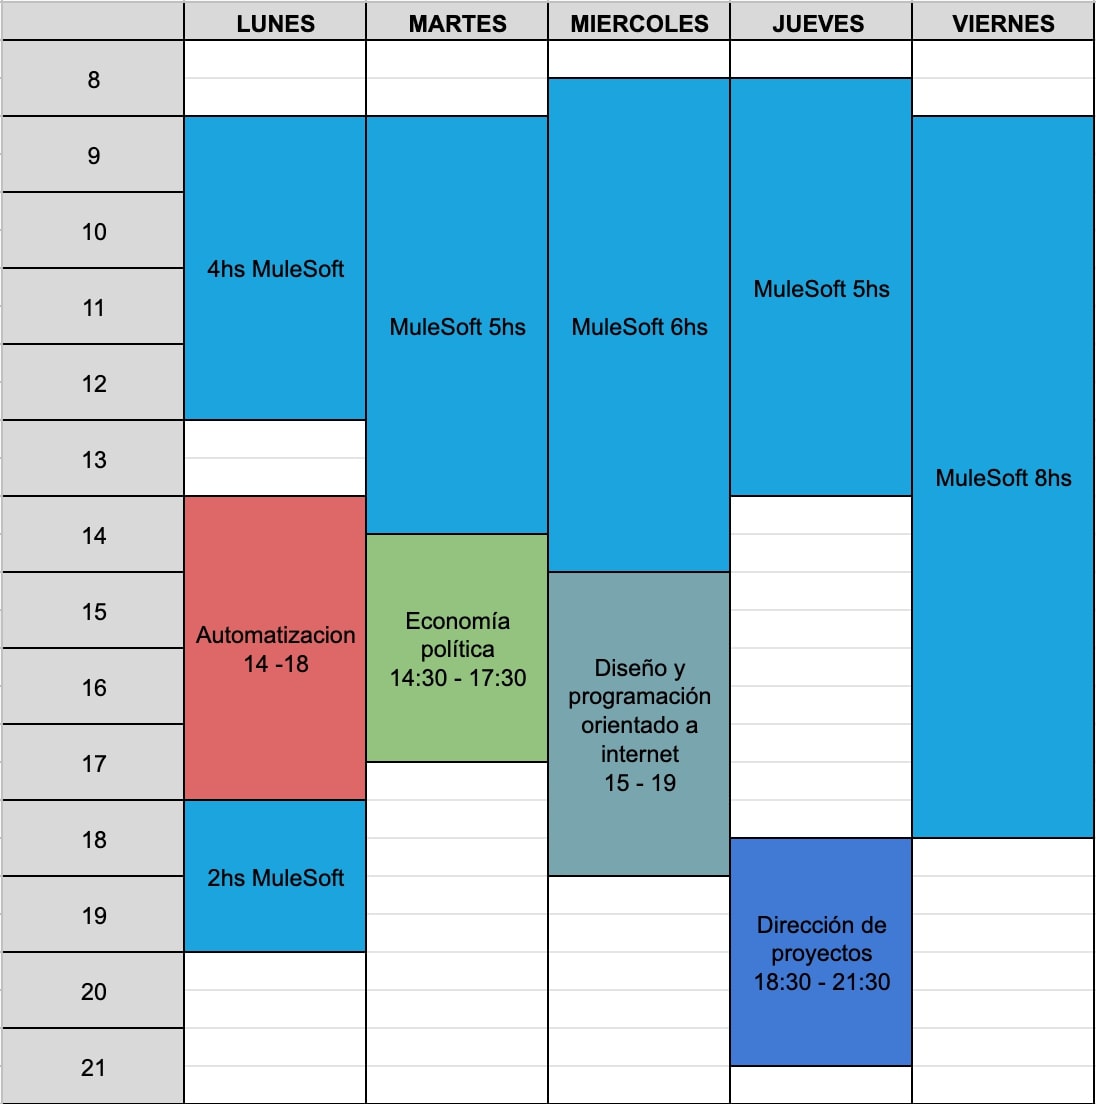 LUNES MARTES MIERCOLES JUEVES VIERNES
8
9
10
11
12
13
14
15
16
17
18
19
20
21
4hs MuleSoft
Automatizacion
14 -18
2hs MuleSoft
MuleSoft 5hs
Economía
política
14:30 - 17:30
MuleSoft 6hs
Diseño y
programación
orientado a
internet
15 - 19
MuleSoft 5hs
Dirección de
proyectos
18:30 - 21:30
MuleSoft 8hs